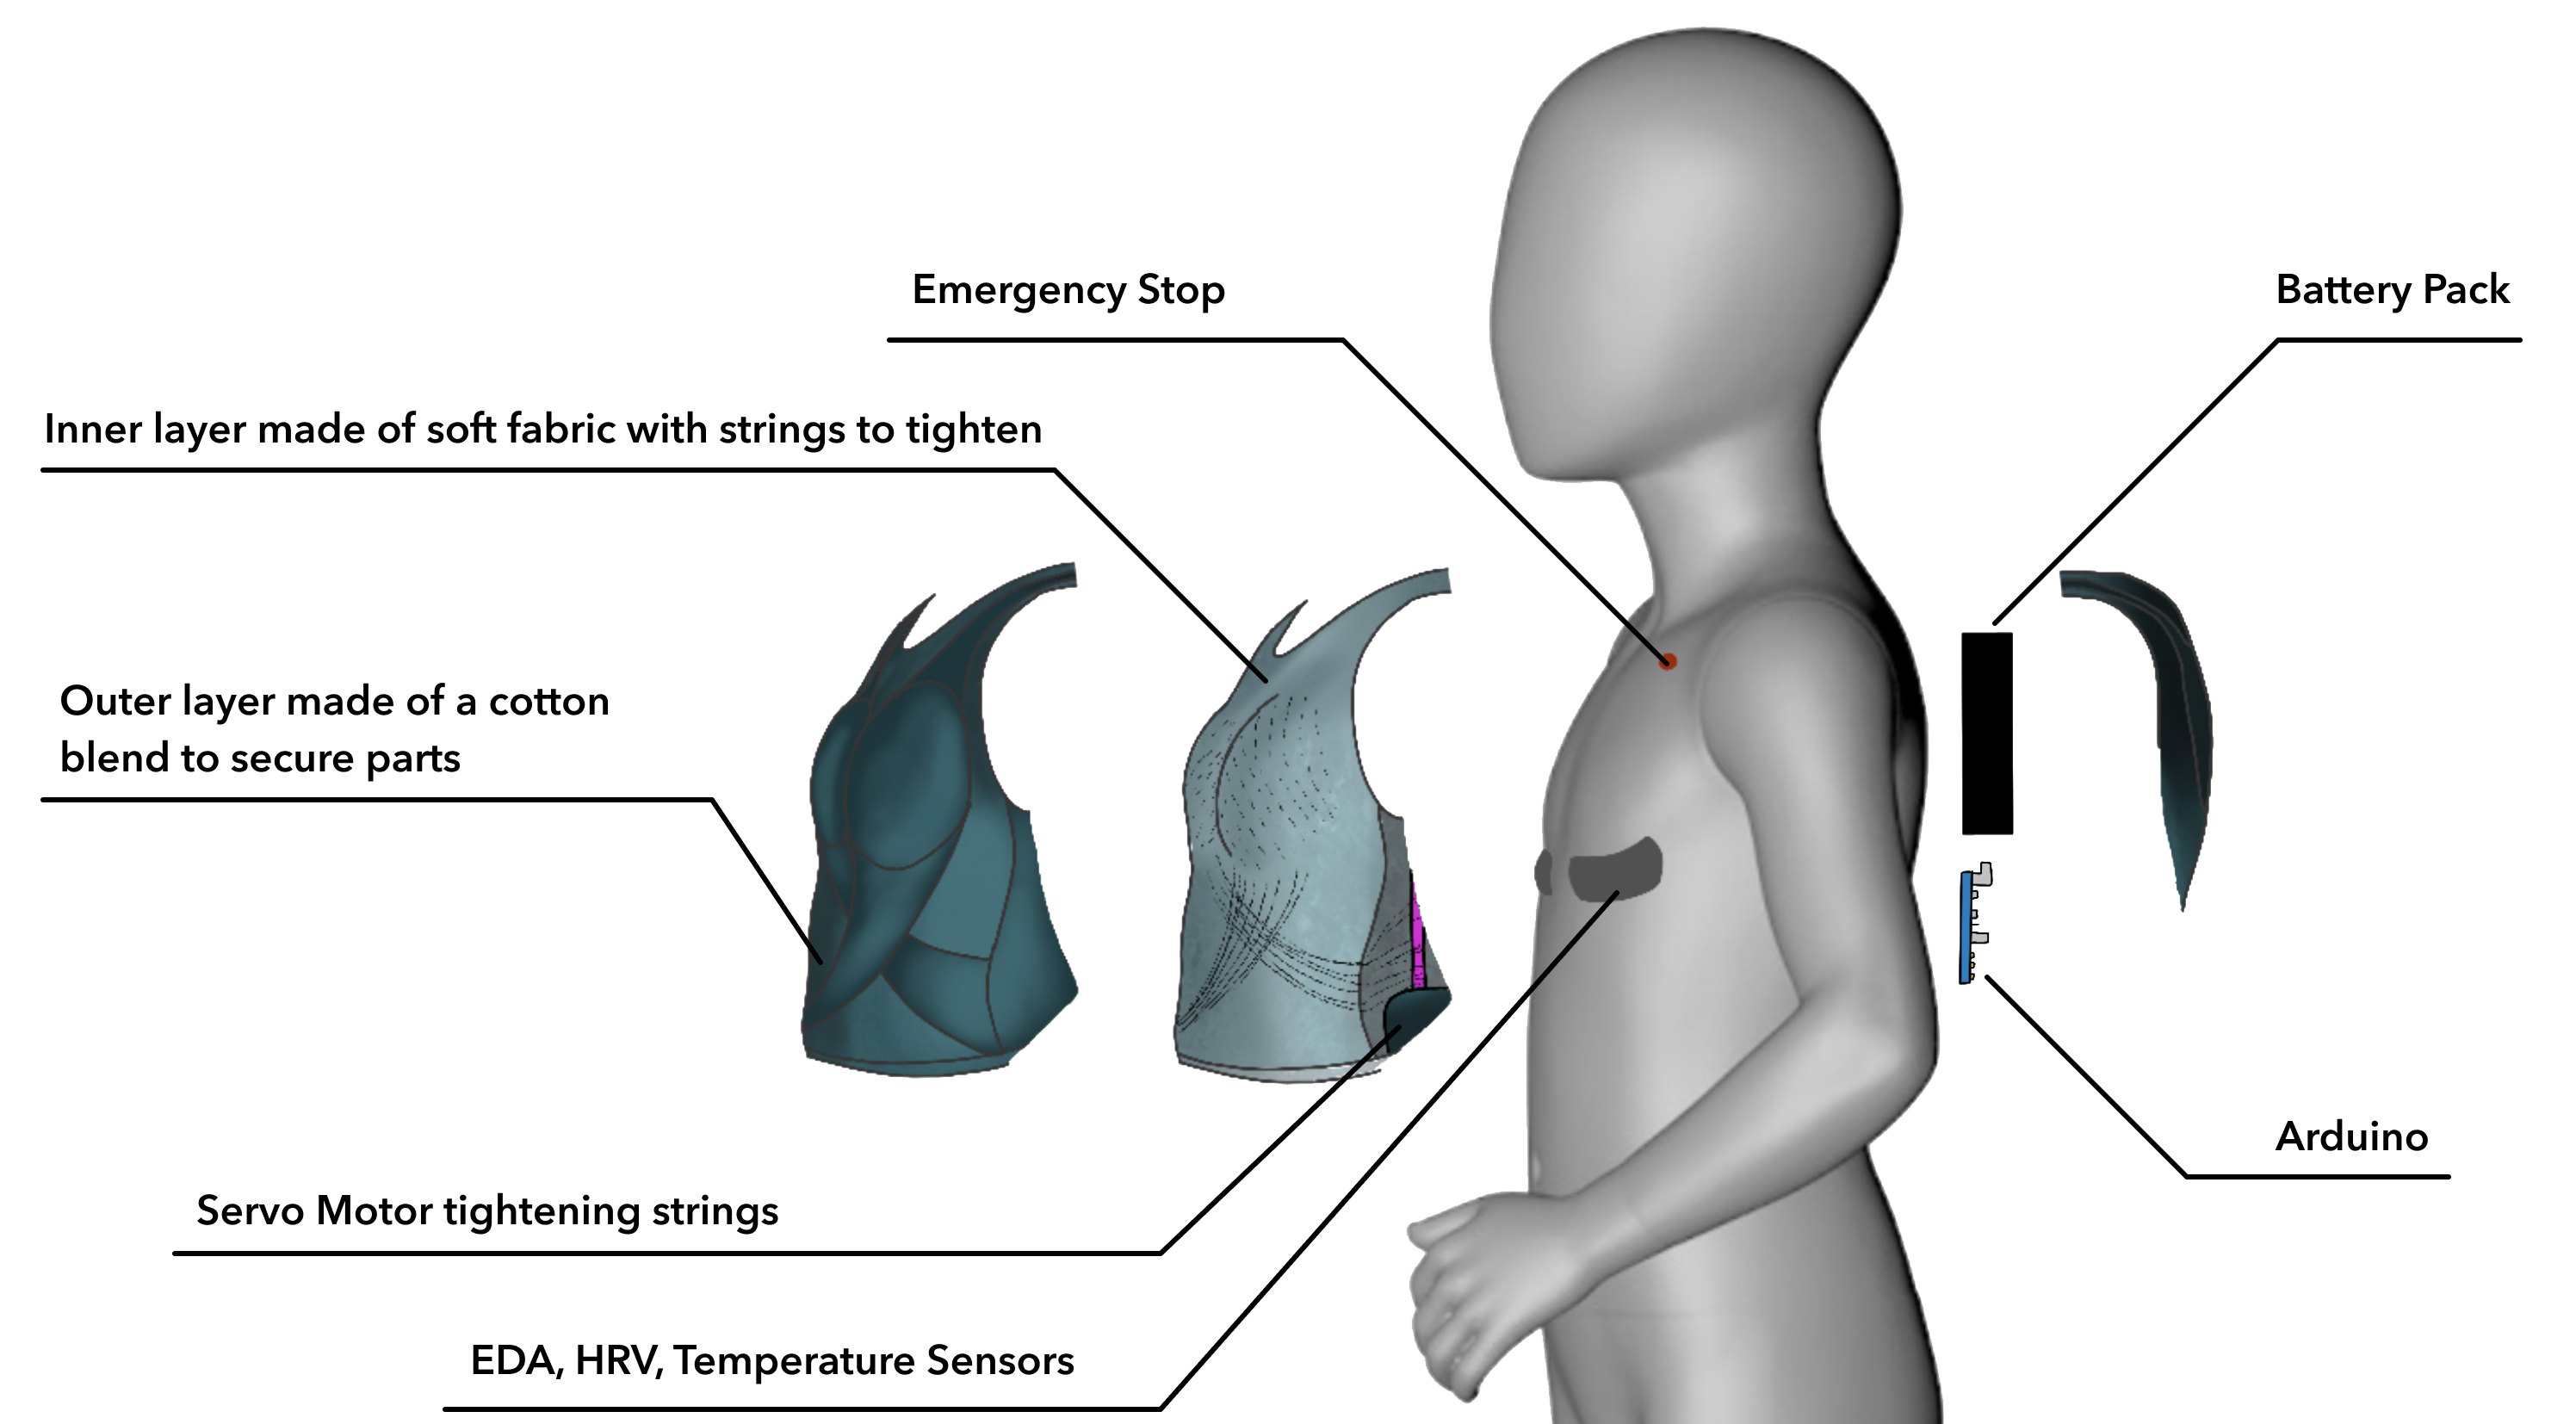 Emergency Stop
Battery Pack
Inner layer made of soft fabric with strings to tighten
Outer layer made of a cotton
blend to secure parts
Arduino
Servo Motor tightening strings
EDA, HRV, Temperature Sensors